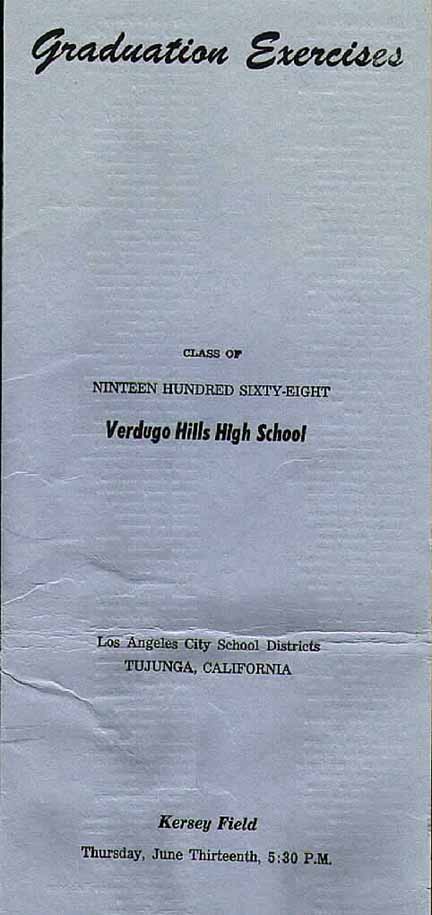 Graduation Exercises
CLASS OF
NINTEEN HUNDRED SIXTY-EIGHT
Verdugo Hills High School
Los Angeles City School Districts
TUJUNGA, CALIFORNIA
Kersey Field
Thursday, June Thirteenth, 5:30 P.M.